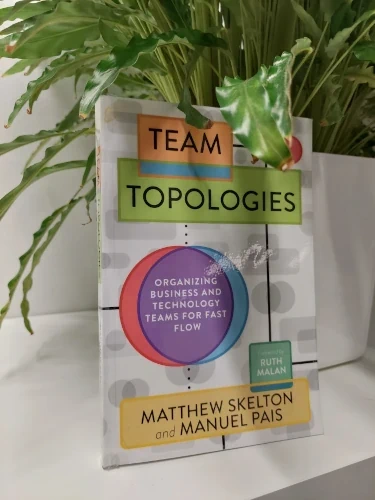 TEAM
TOPOLOGIES
ORGANIZING
BUSINESS AND
TECHNOLOGY
TEAMS FOR FAST
FLOW
RUTH
MALAN
MATTHEW SKELTON
and MANUEL PAIS